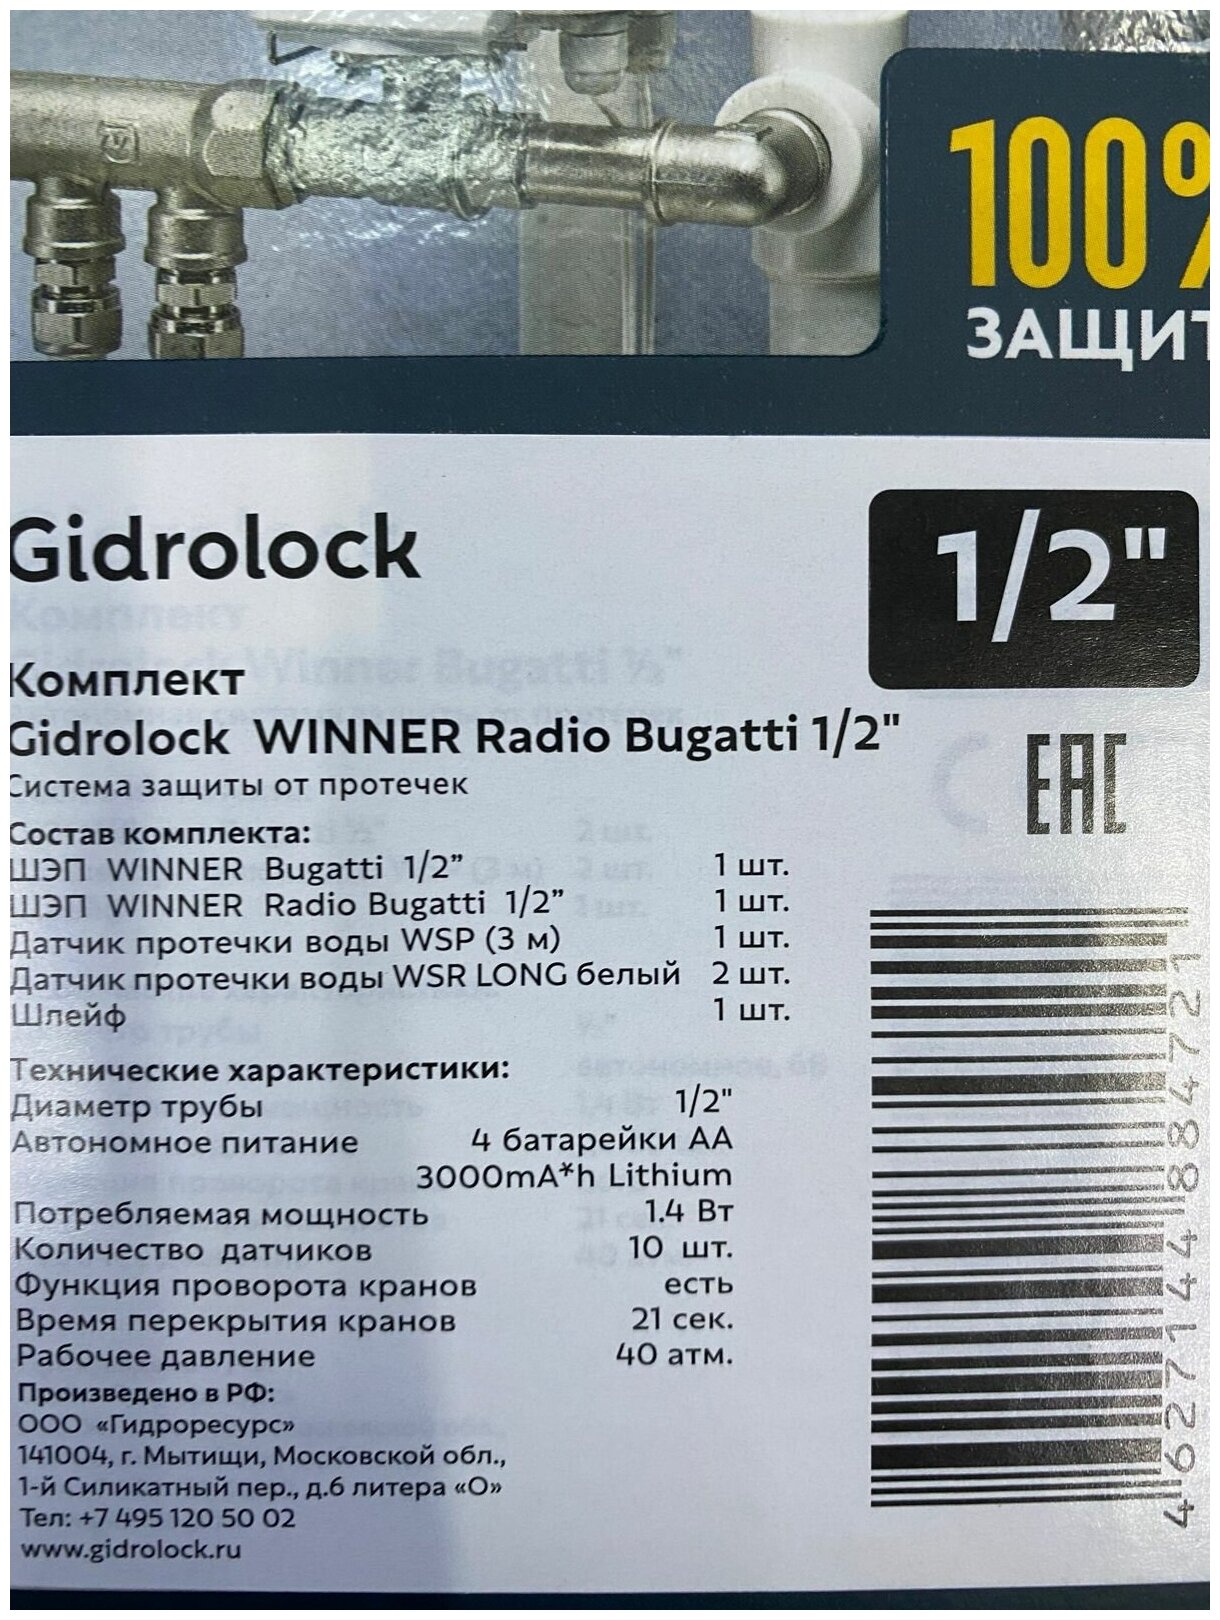 100%
ЗАЩИТ
Gidrolock
1/2"
Комплект
Gidrolock WINNER Radio Bugatti 1/2"
Система защиты от протечек
EAC
Состав комплекта:
ШЭП WINNER Bugatti 1/2” 1 шт.
ШЭП WINNER Radio Bugatti 1/2” 1 шт.
Датчик протечки воды WSP (3 м) 1 шт.
Датчик протечки воды WSR LONG белый 2 шт.
Шлейф 1 шт.
Технические характеристики:
Диаметр трубы 1/2"
Автономное питание 4 батарейки АА
3000mA*h Lithium
Потребляемая мощность 1.4 Вт
Количество датчиков 10 шт.
Функция проворота кранов есть
Время перекрытия кранов 21 сек.
Рабочее давление 40 атм.
Произведено в РФ:
ООО «Гидроресурс»
141004, г. Мытищи, Московской обл.,
1-й Силикатный пер., д.6 литера «О»
Тел: +7 495 120 50 02
www.gidrolock.ru
4627144884721